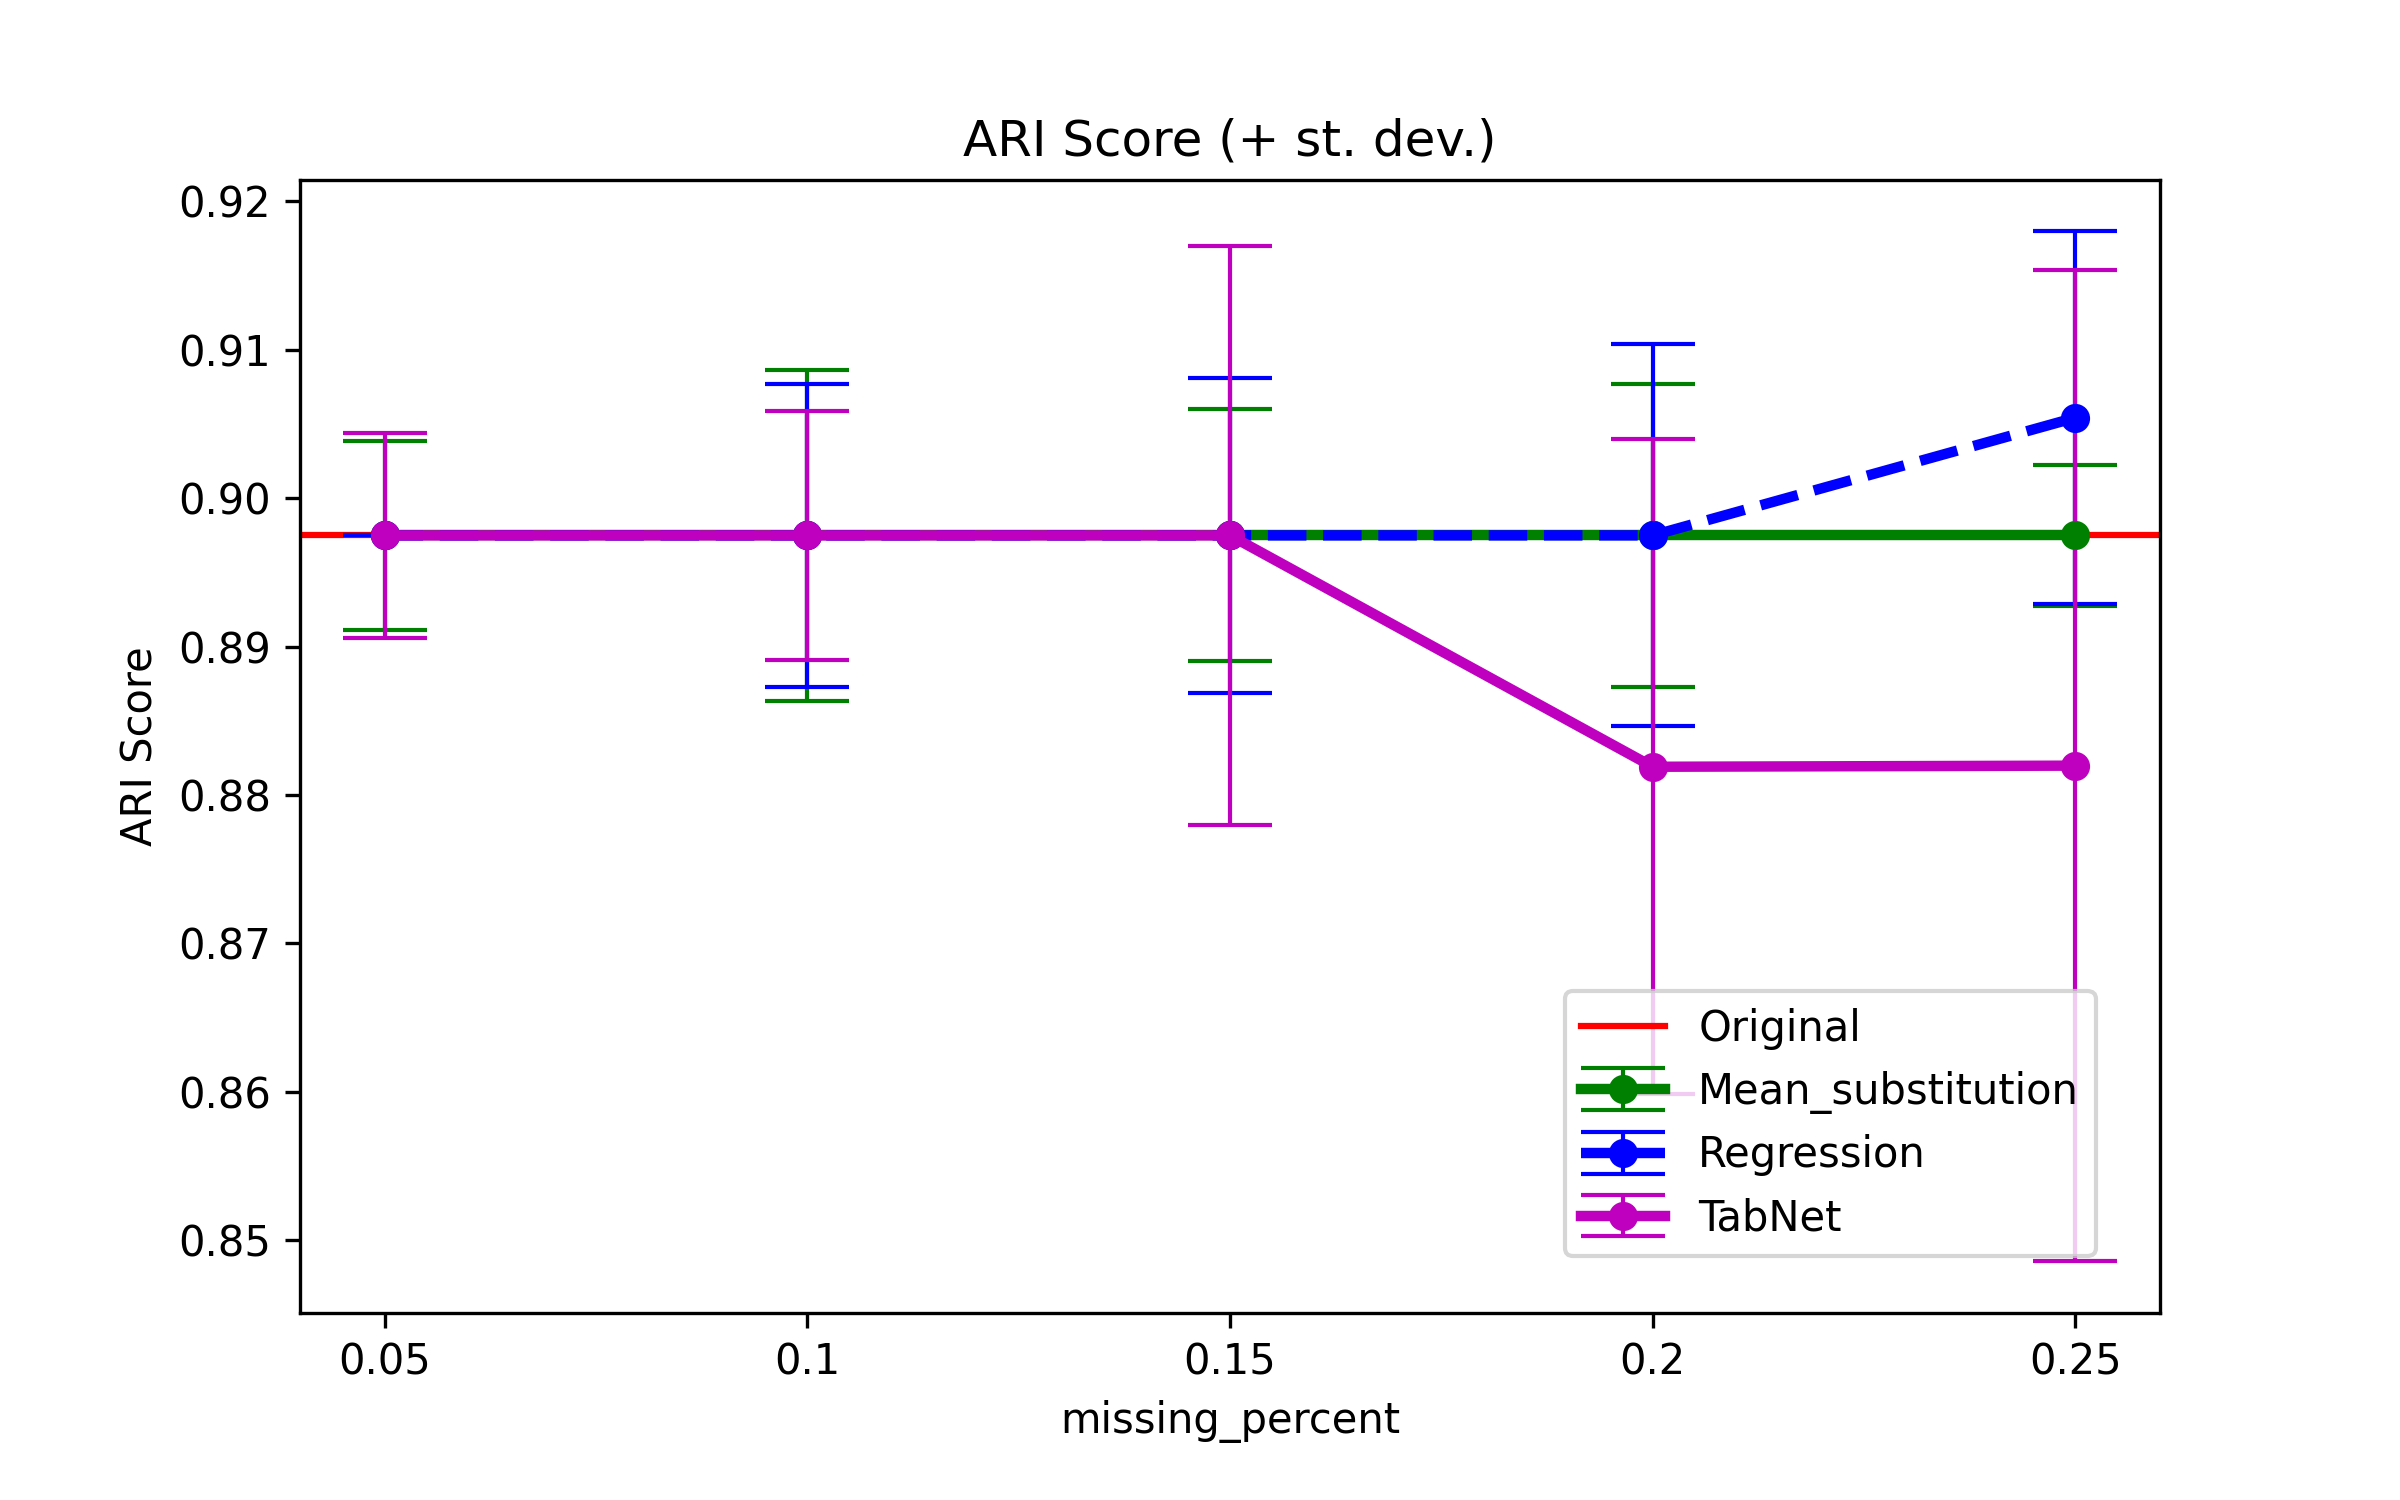 ARI Score (+ st. dev.)
0.92
0.91
0.90
0.89
0.88
0.87
0.86
0.85
ARI Score
Original
Mean_substitution
Regression
TabNet
0.05 0.1 0.15 0.2 0.25
missing_percent